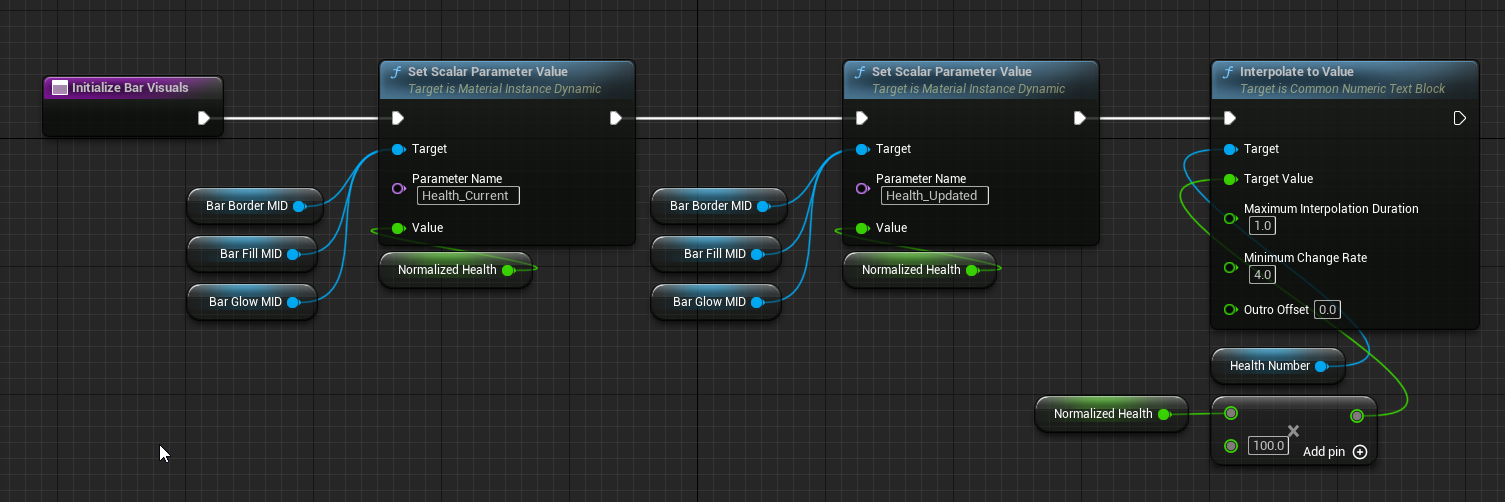 Initialize Bar Visuals
Set Scalar Parameter Value
Target is Material Instance Dynamic
Target
Parameter Name
Health_Current
Value
Bar Border MID
Bar Fill MID
Bar Glow MID
Normalized Health
Set Scalar Parameter Value
Target is Material Instance Dynamic
Target
Parameter Name
Health_Updated
Value
Bar Border MID
Bar Fill MID
Bar Glow MID
Normalized Health
Interpolate to Value
Target is Common Numeric Text Block
Target
Target Value
Maximum Interpolation Duration
1.0
Minimum Change Rate
4.0
Outro Offset 0.0
Health Number
Normalized Health
100.0
Add pin